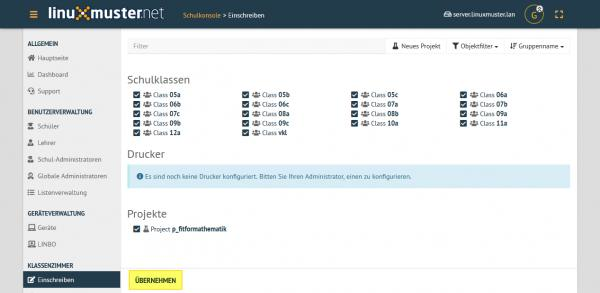 linuxmuster.net
Schulkonsole > Einschreiben
server.linuxmuster.lan
G
ALLGEMEIN
Hauptseite
Dashboard
Support
BENUTZERVERWALTUNG
Schüler
Lehrer
Schul-Administratoren
Globale Administratoren
Listenverwaltung
GERÄTEVERWALTUNG
Geräte
LINBO
KLASSENZIMMER
Einschreiben
Filter
Neues Projekt
Objektfilter
Gruppenname
Schulklassen
Class 05a Class 05b Class 05c Class 06a
Class 06b Class 06c Class 07a Class 07b
Class 07c Class 08a Class 08b Class 09a
Class 09b Class 09c Class 10a Class 11a
Class 12a Class vkl
Drucker
Es sind noch keine Drucker konfiguriert. Bitten Sie Ihren Administrator, einen zu konfigurieren.
Projekte
Project p_fitformathematik
ÜBERNEHMEN